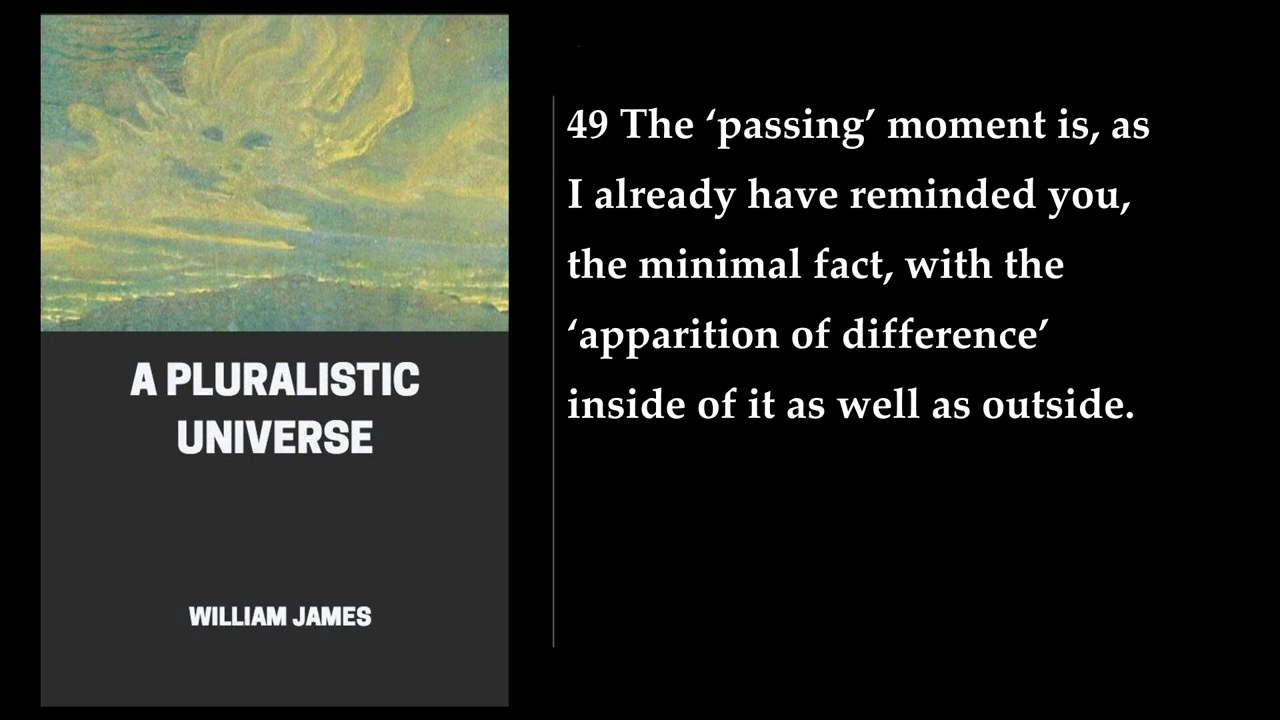 A PLURALISTIC
UNIVERSE
WILLIAM JAMES
49 The ‘passing’ moment is, as
I already have reminded you,
the minimal fact, with the
‘apparition of difference’
inside of it as well as outside.